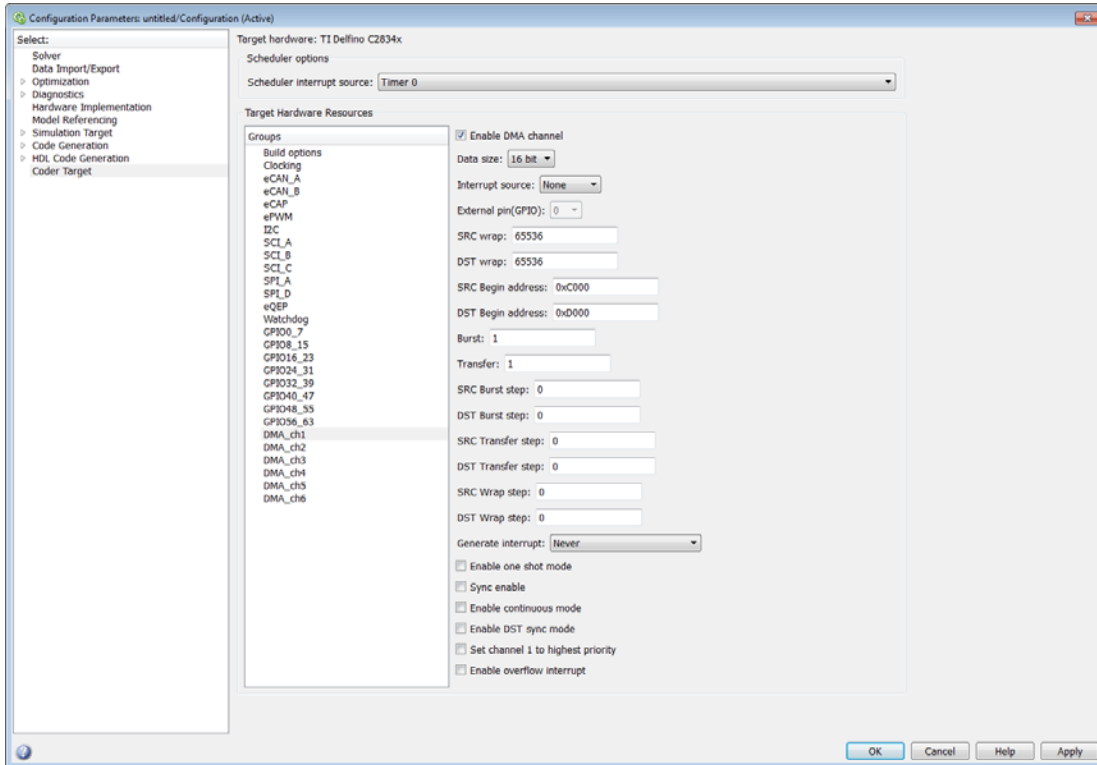 Configuration Parameters: untitled/Configuration (Active)
Select:
Solver
Data Import/Export
Optimization
Diagnostics
Hardware Implementation
Model Referencing
Simulation Target
Code Generation
HDL Code Generation
Coder Target
Target hardware: TI Delfino C2834x
Scheduler options
Scheduler interrupt source: Timer 0
Target Hardware Resources
Groups
Build options
Clocking
eCAN_A
eCAN_B
eCAP
ePWM
I2C
SCI_A
SCI_B
SCI_C
SPI_A
SPI_D
eQEP
Watchdog
GPIO0_7
GPIO8_15
GPIO16_23
GPIO24_31
GPIO32_39
GPIO40_47
GPIO48_55
GPIO56_63
DMA_ch1
DMA_ch2
DMA_ch3
DMA_ch4
DMA_ch5
DMA_ch6
Enable DMA channel
Data size: 16 bit
Interrupt source: None
External pin(GPIO): 0
SRC wrap: 65536
DST wrap: 65536
SRC Begin address: 0xC000
DST Begin address: 0xD000
Burst: 1
Transfer: 1
SRC Burst step: 0
DST Burst step: 0
SRC Transfer step: 0
DST Transfer step: 0
SRC Wrap step: 0
DST Wrap step: 0
Generate interrupt: Never
Enable one shot mode
Sync enable
Enable continuous mode
Enable DST sync mode
Set channel 1 to highest priority
Enable overflow interrupt
OK Cancel Help Apply